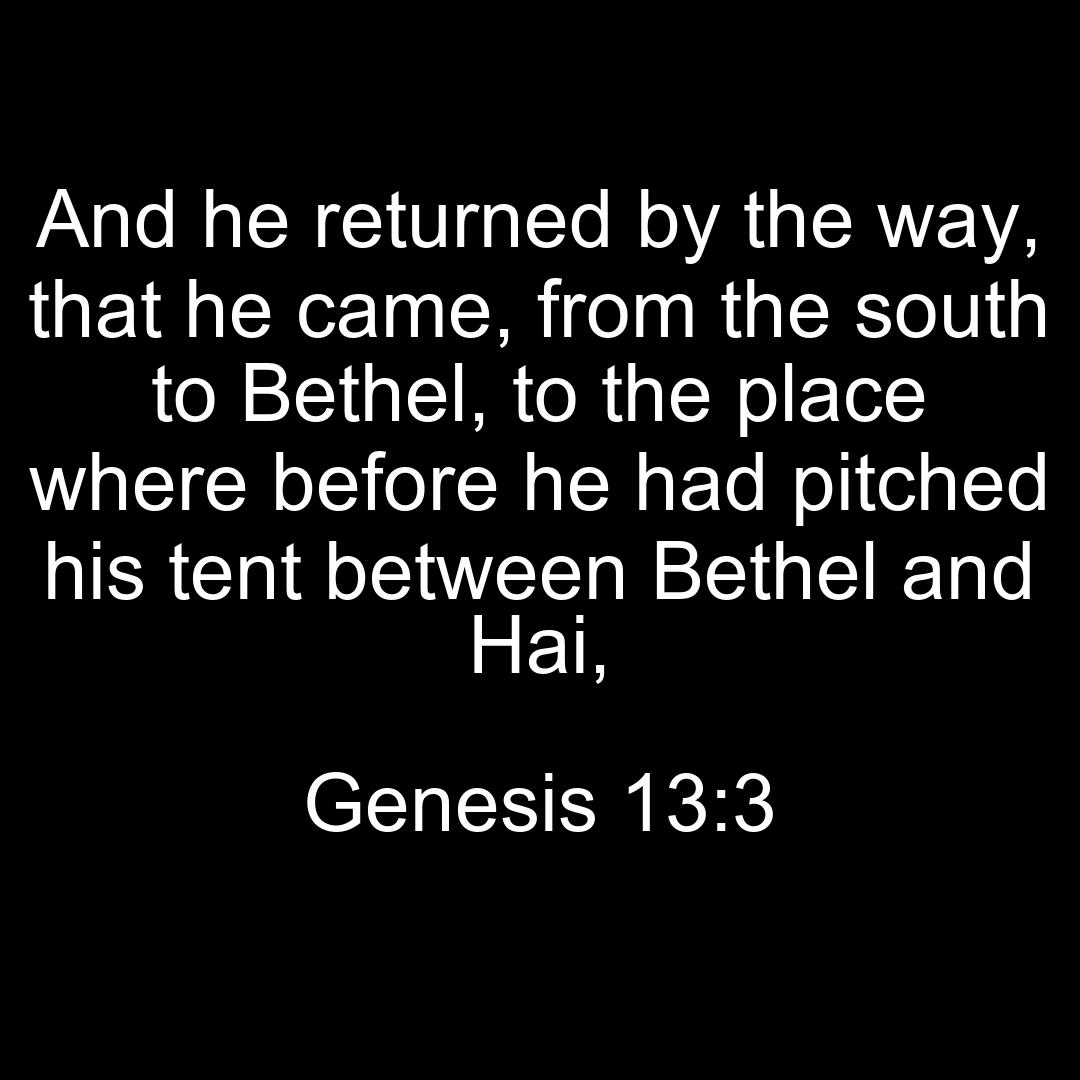 And he returned by the way,
that he came, from the south
to Bethel, to the place
where before he had pitched
his tent between Bethel and
Hai,
Genesis 13:3